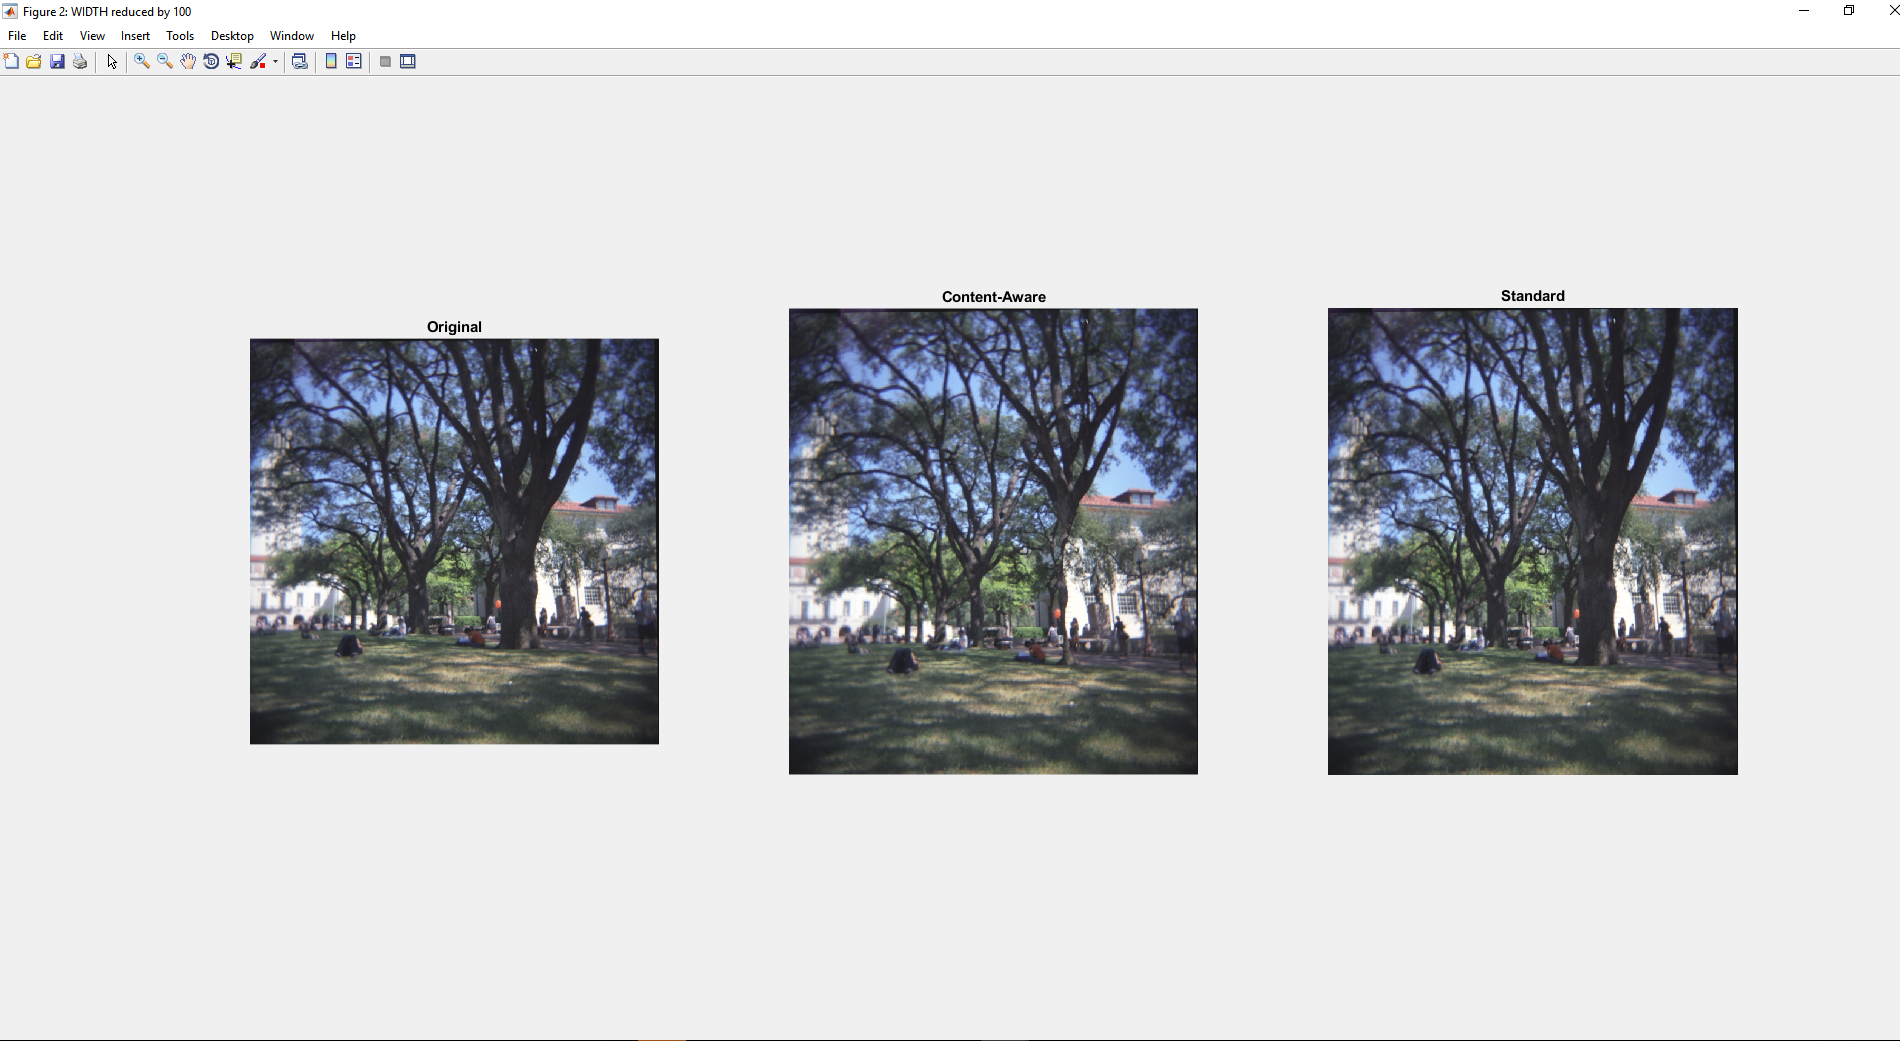 Figure 2: WIDTH reduced by 100
File Edit View Insert Tools Desktop Window Help
Original
Content-Aware
Standard